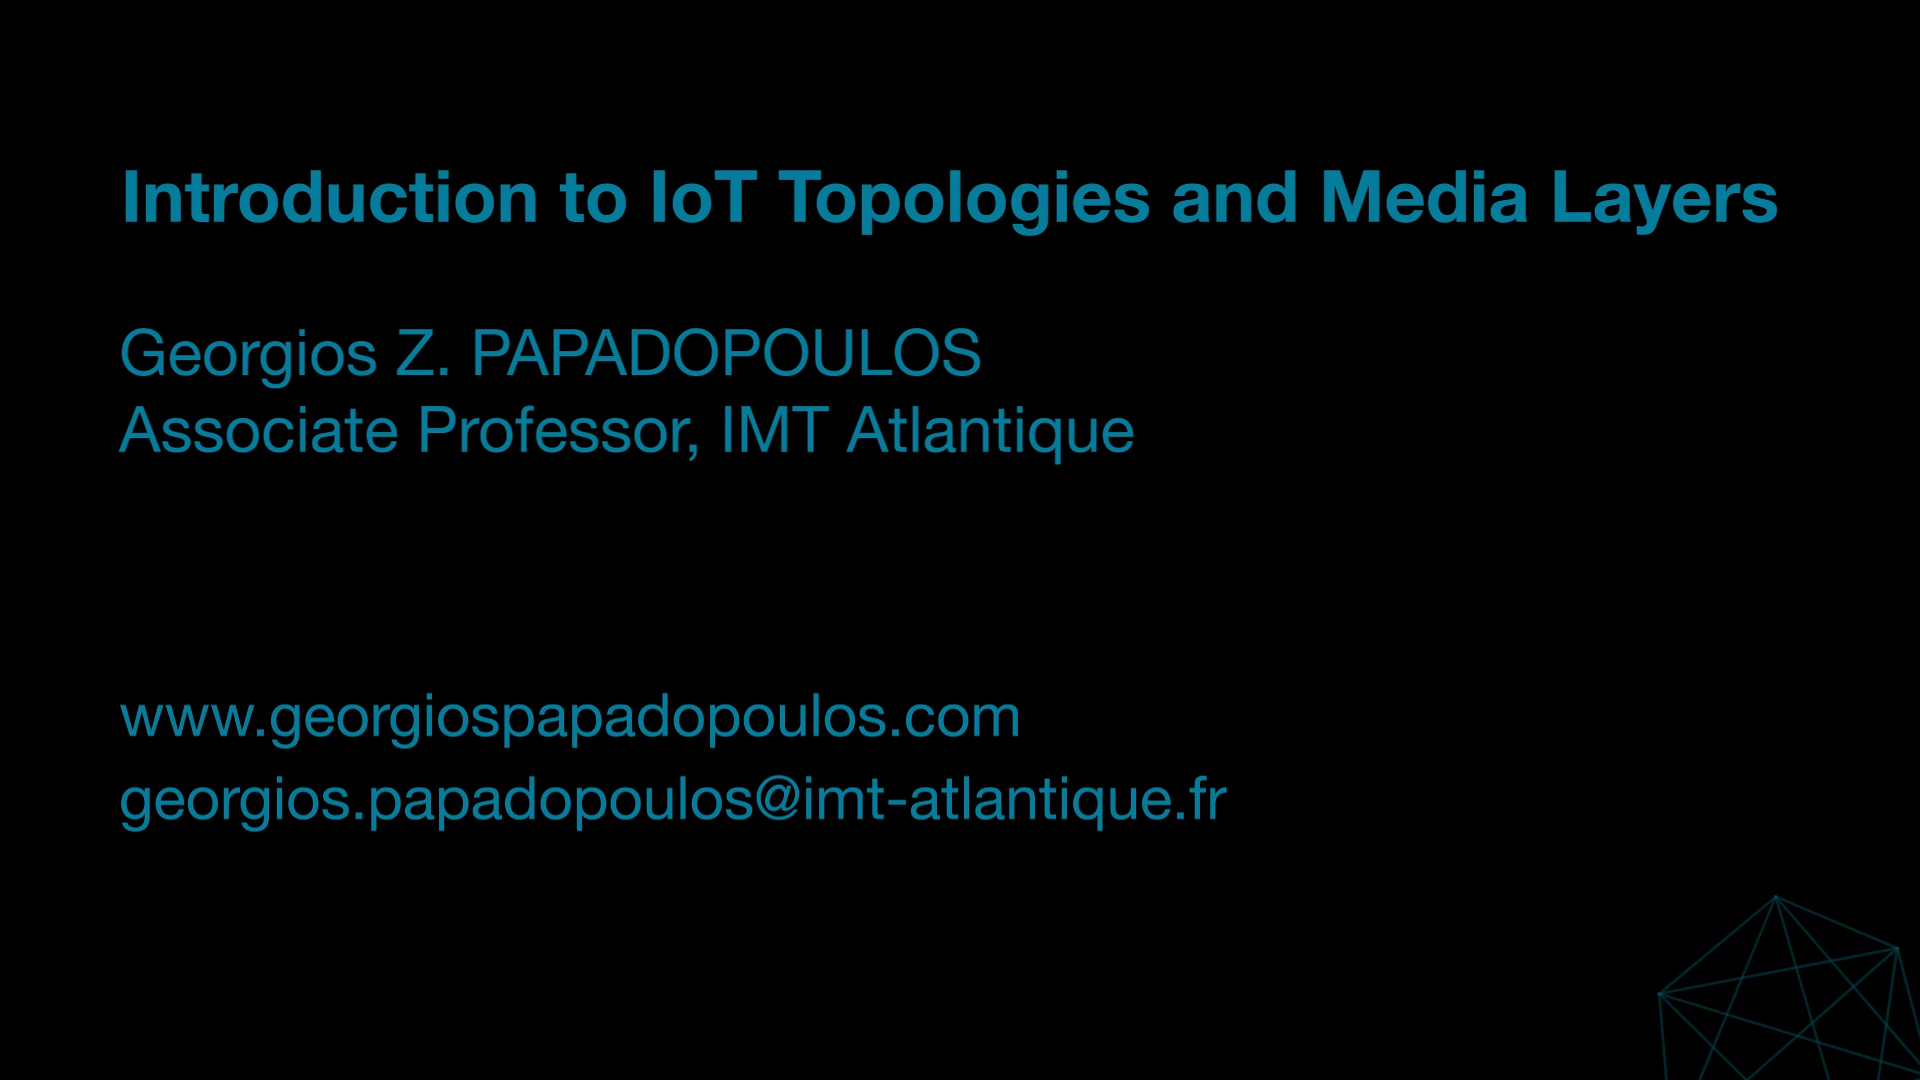 Introduction to IoT Topologies and Media Layers
Georgios Z. PAPADOPOULOS
Associate Professor, IMT Atlantique
www.georgiospapadopoulos.com
georgios.papadopoulos@imt-atlantique.fr